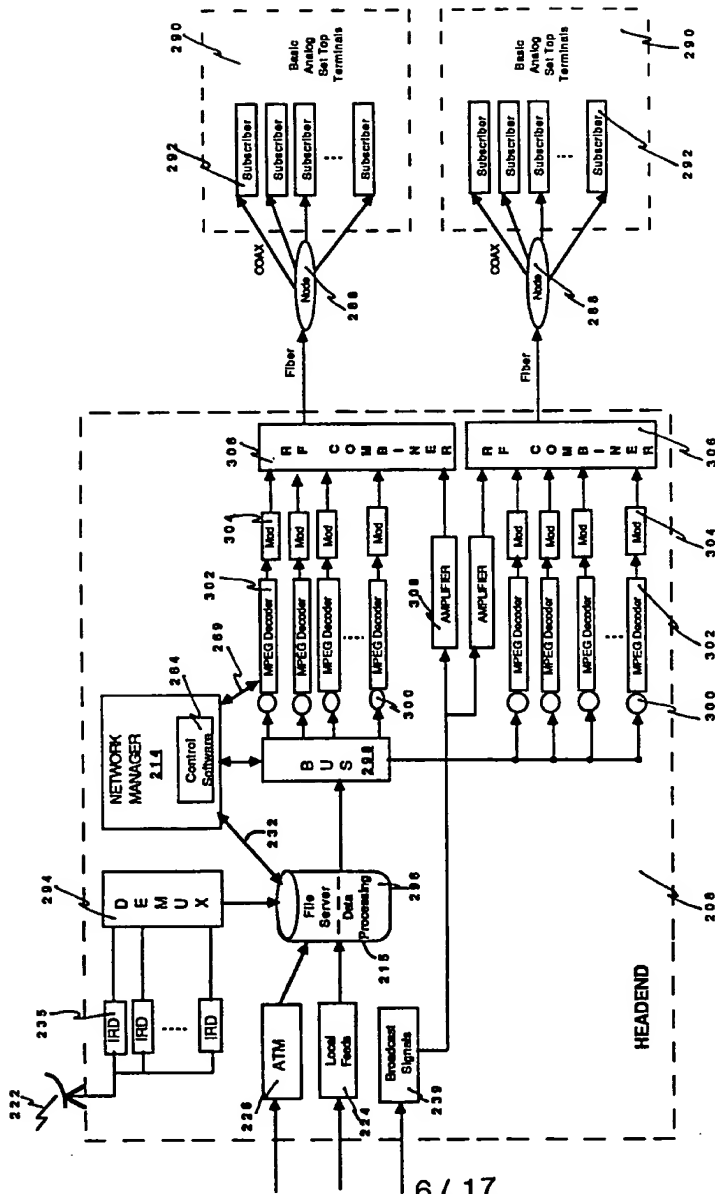 222
235
IRD
IRD
IRD
294
DEMUX
NETWORK
MANAGER
214
Control
Software
264
269
232
ATM
226
Local
Feeds
224
Broadcast
Signals
239
File
Server
Data
Processing
215
296
BUS
298
302
304
306
MPEG Decoder
MPEG Decoder
MPEG Decoder
MPEG Decoder
300
Mod
Mod
Mod
Mod
RF COMBINER
308
AMPLIFIER
AMPLIFIER
MPEG Decoder
MPEG Decoder
MPEG Decoder
MPEG Decoder
Mod
Mod
Mod
Mod
RF COMBINER
306
304
302
300
HEADEND
208
Fiber
Node
288
COAX
292
Subscriber
Subscriber
Subscriber
Subscriber
Basic
Analog
Set Top
Terminals
290
Fiber
Node
288
COAX
Subscriber
Subscriber
Subscriber
Subscriber
292
Basic
Analog
Set Top
Terminals
290
6/17